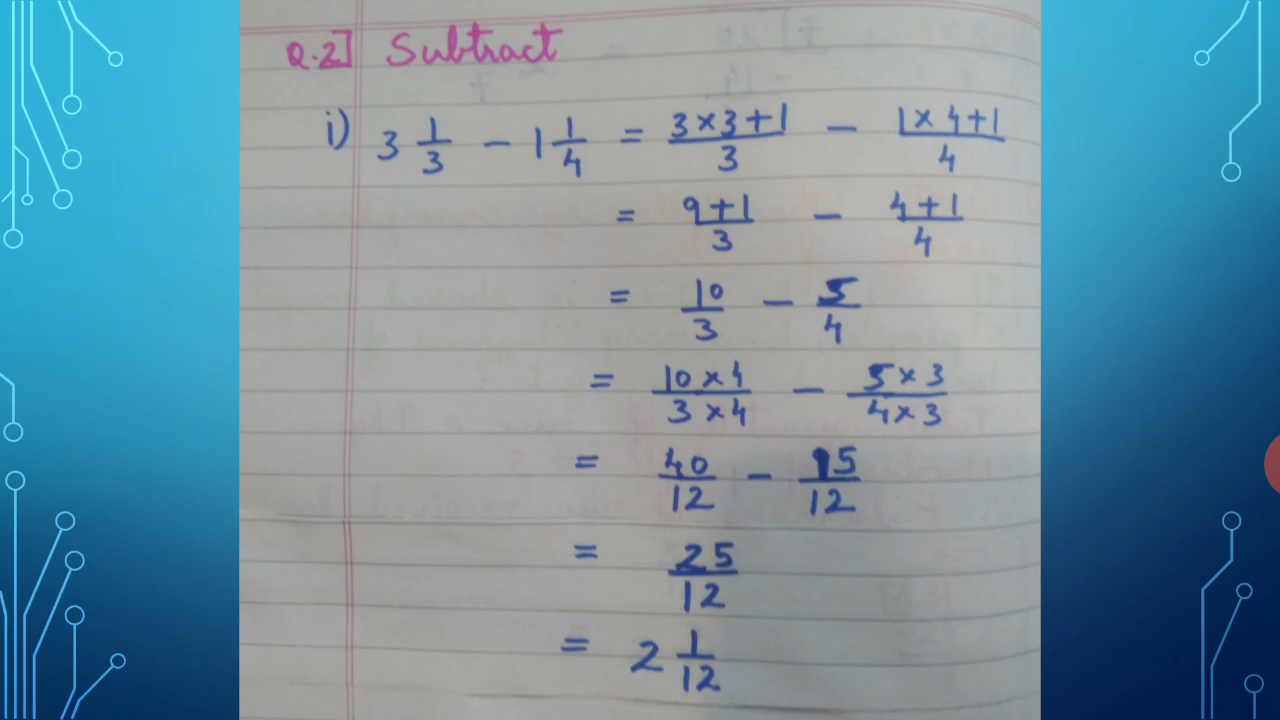 Q.2] Subtract
i) 3 1/3 - 1 1/4 = 3×3+1/3 - 1×4+1/4
= 9+1/3 - 4+1/4
= 10/3 - 5/4
= 10×4/3×4 - 5×3/4×3
= 40/12 - 15/12
= 25/12
= 2 1/12